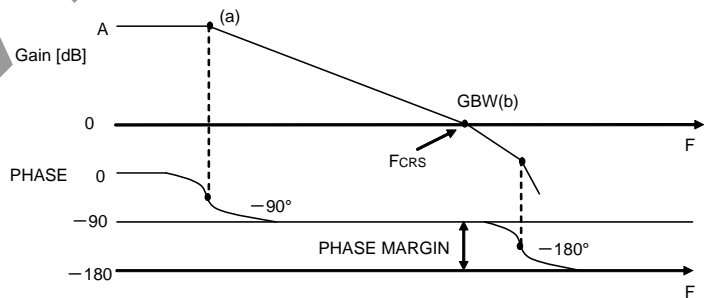 (a)
A
Gain [dB]
GBW(b)
0
F
FCRS
PHASE
0
−90°
−90
PHASE MARGIN
−180°
−180
F